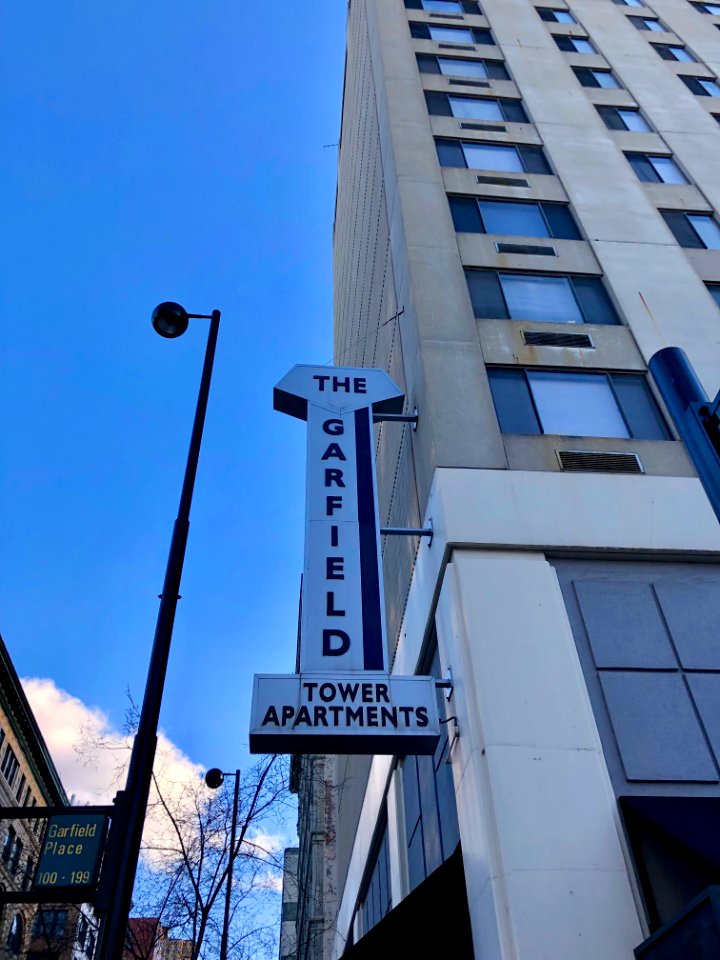 THE
GARFIELD
TOWER
APARTMENTS
Garfield
Place
100 - 199